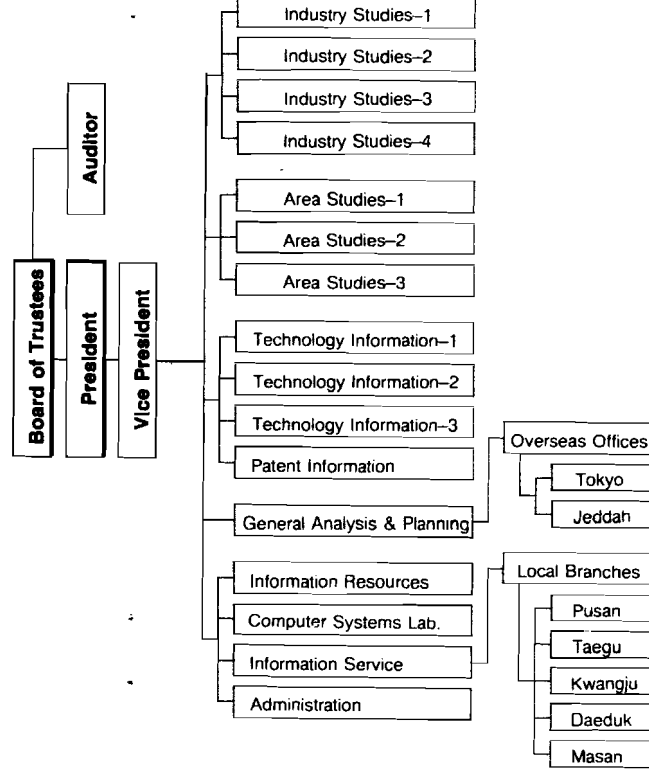 Board of Trustees
Auditor
President
Vice President
Industry Studies–1
Industry Studies–2
Industry Studies–3
Industry Studies–4
Area Studies–1
Area Studies–2
Area Studies–3
Technology Information–1
Technology Information–2
Technology Information–3
Patent Information
General Analysis & Planning
Overseas Offices
Tokyo
Jeddah
Information Resources
Computer Systems Lab.
Information Service
Administration
Local Branches
Pusan
Taegu
Kwangju
Daeduk
Masan